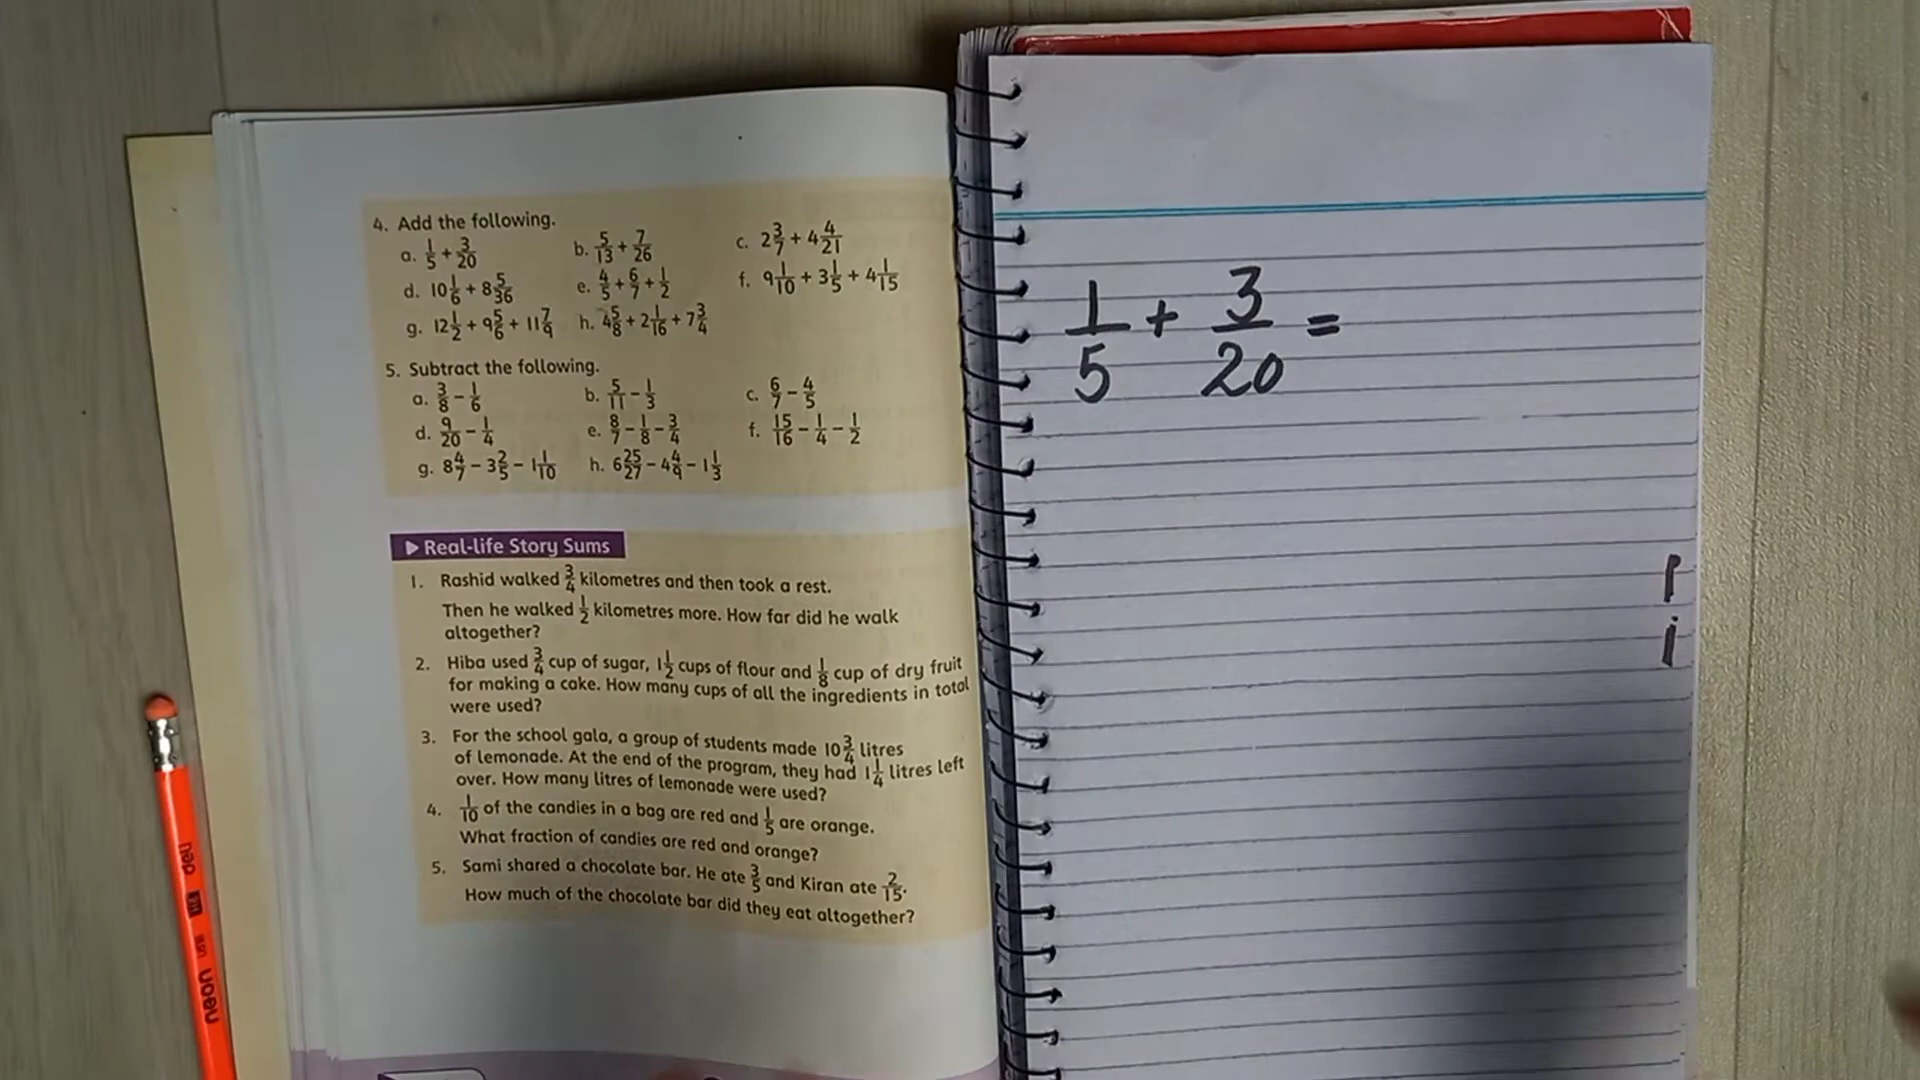 4. Add the following.
a. 1/5 + 3/20 b. 5/13 + 7/26 c. 2 3/7 + 4 4/21
d. 10 1/6 + 8 5/36 e. 4/5 + 6/7 + 1/2 f. 9 1/10 + 3 1/5 + 4 1/15
g. 12 1/2 + 9 5/6 + 11 7/9 h. 4 5/8 + 2 1/16 + 7 3/4
5. Subtract the following.
a. 3/8 − 1/6 b. 5/11 − 1/3 c. 6/7 − 4/5
d. 9/20 − 1/4 e. 8/7 − 1/8 − 3/4 f. 15/16 − 1/4 − 1/2
g. 8 4/7 − 3 2/5 − 1 1/10 h. 6 25/27 − 4 4/9 − 1 1/3
Real-life Story Sums
1. Rashid walked 3/4 kilometres and then took a rest.
Then he walked 1/2 kilometres more. How far did he walk
altogether?
2. Hiba used 3/4 cup of sugar, 1 1/2 cups of flour and 1/8 cup of dry fruit
for making a cake. How many cups of all the ingredients in total
were used?
3. For the school gala, a group of students made 10 3/4 litres
of lemonade. At the end of the program, they had 1 1/4 litres left
over. How many litres of lemonade were used?
4. 1/10 of the candies in a bag are red and 1/5 are orange.
What fraction of candies are red and orange?
5. Sami shared a chocolate bar. He ate 3/5 and Kiran ate 2/15.
How much of the chocolate bar did they eat altogether?
1/5 + 3/20 =
deli